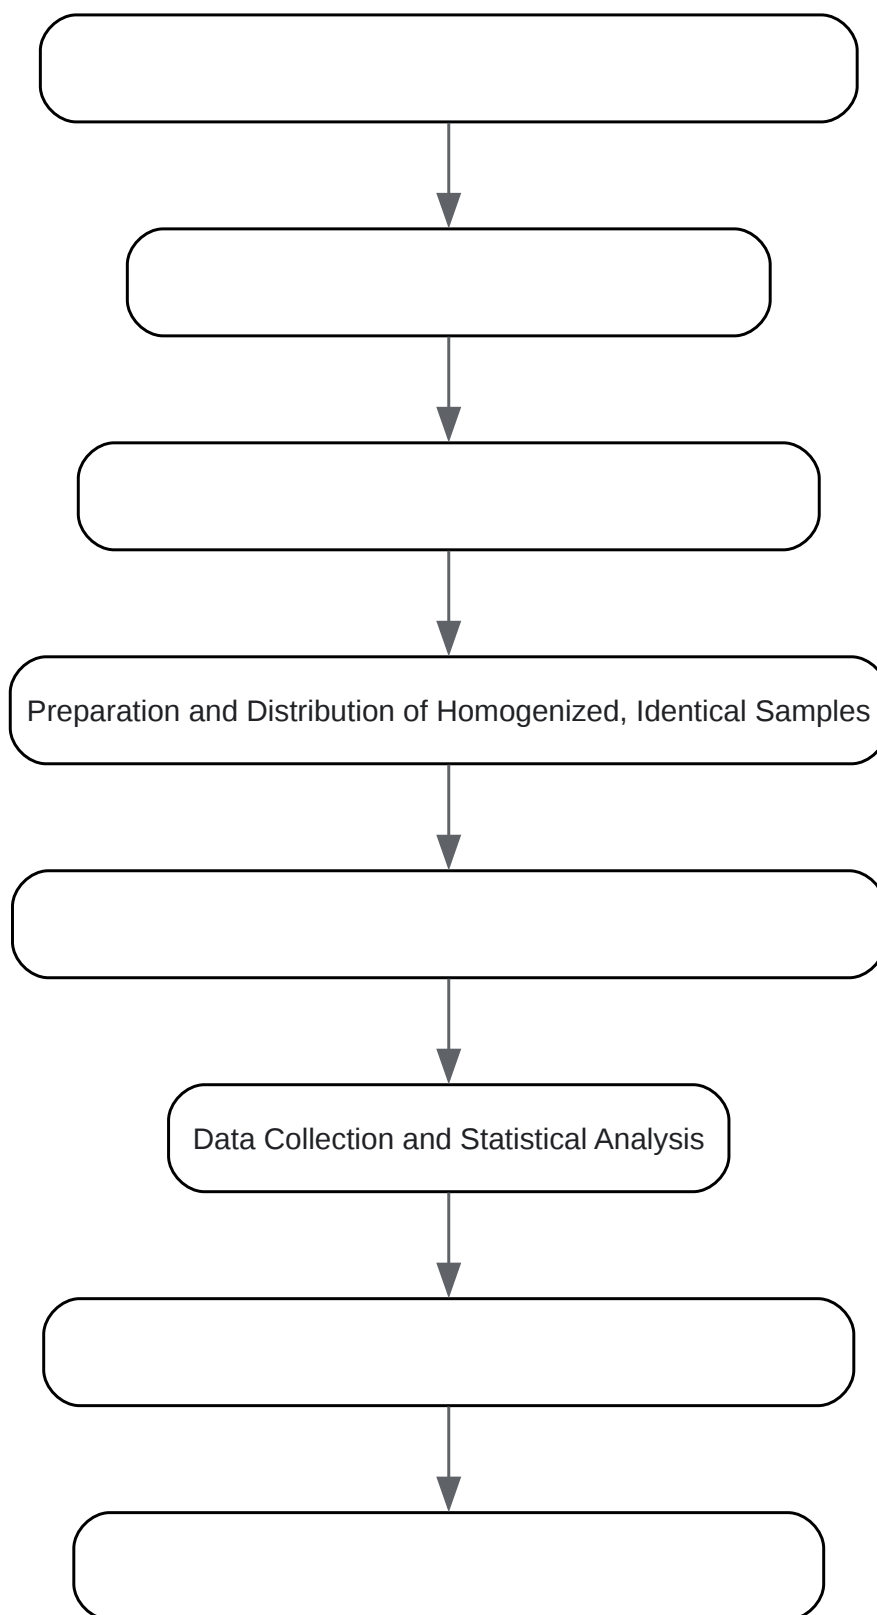 Preparation and Distribution of Homogenized, Identical Samples
Data Collection and Statistical Analysis